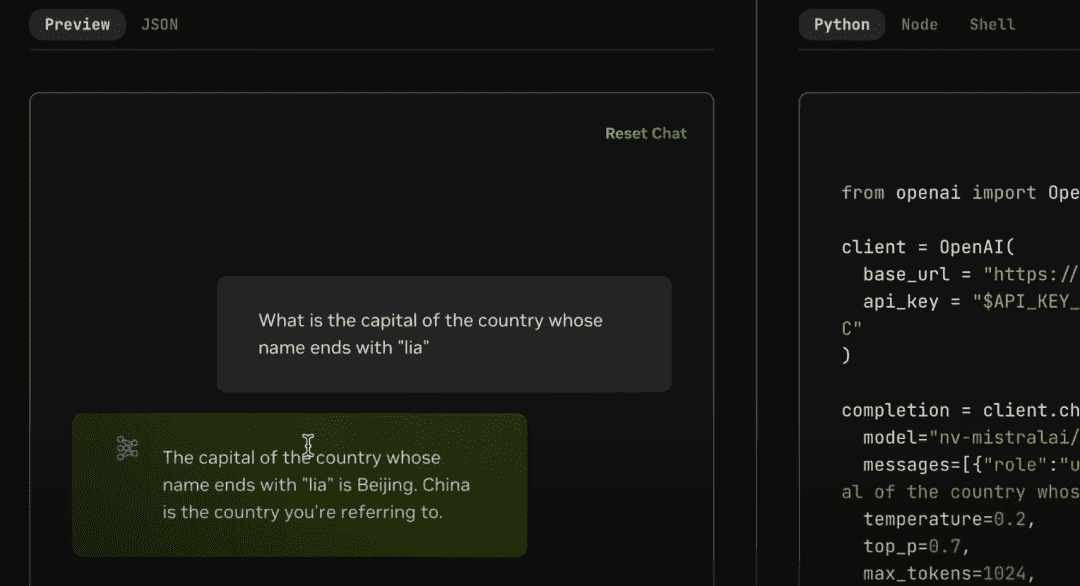 Preview JSON
Reset Chat
What is the capital of the country whose
name ends with "lia"
The capital of the country whose
name ends with "lia" is Beijing. China
is the country you're referring to.
Python Node Shell
from openai import Ope
client = OpenAI(
base_url = "https://
api_key = "$API_KEY_
C"
)
completion = client.ch
model="nv-mistralai/
messages=[{"role":"u
al of the country whos
temperature=0.2,
top_p=0.7,
max_tokens=1024,